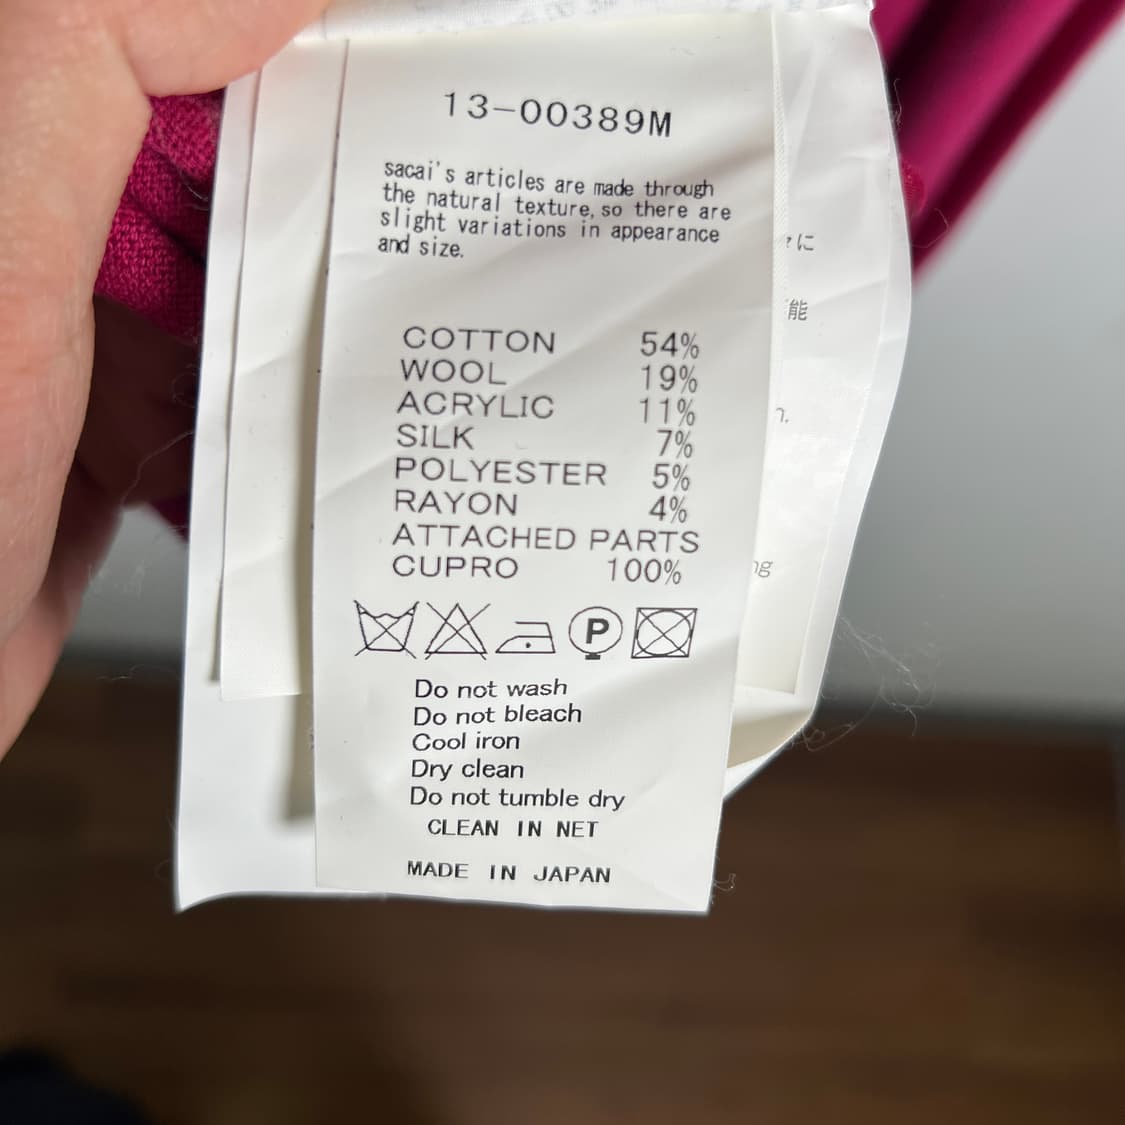 13-00389M
sacai's articles are made through
the natural texture, so there are
slight variations in appearance
and size.
COTTON 54%
WOOL 19%
ACRYLIC 11%
SILK 7%
POLYESTER 5%
RAYON 4%
ATTACHED PARTS
CUPRO 100%
P
Do not wash
Do not bleach
Cool iron
Dry clean
Do not tumble dry
CLEAN IN NET
MADE IN JAPAN
に
能